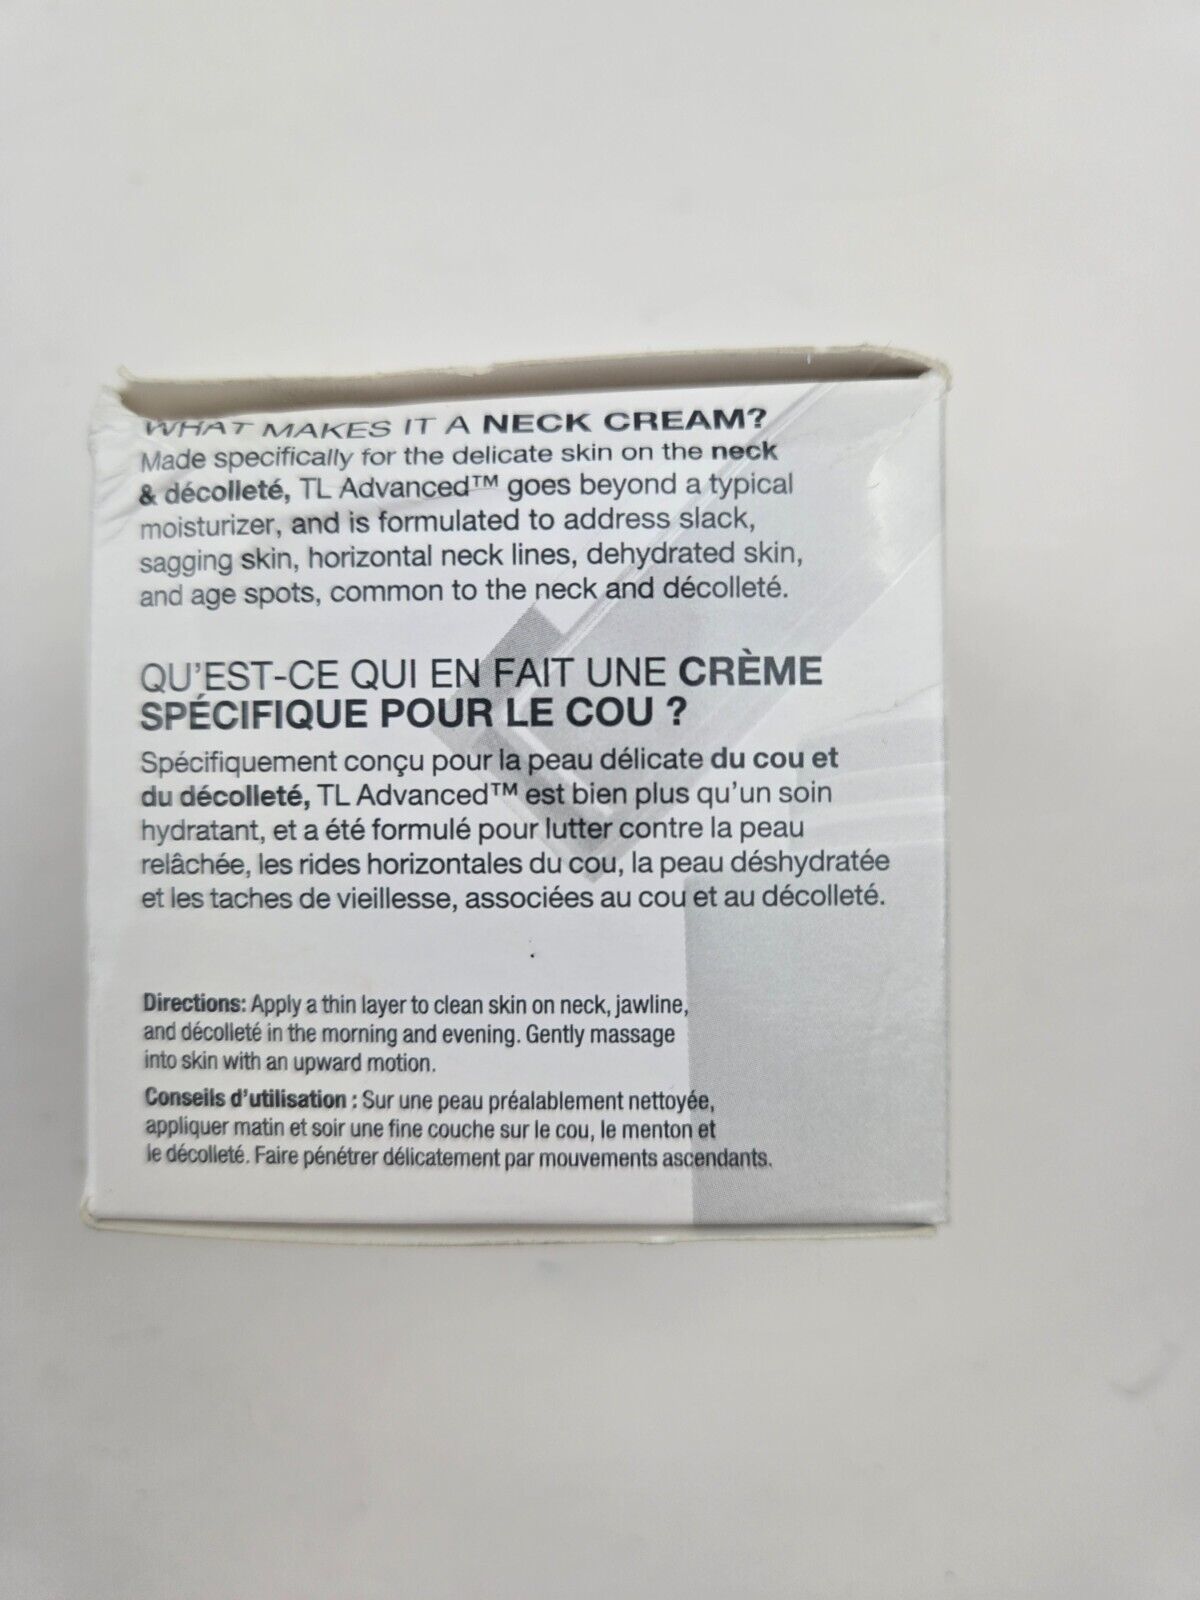 WHAT MAKES IT A NECK CREAM?
Made specifically for the delicate skin on the neck
& décolleté, TL Advanced™ goes beyond a typical
moisturizer, and is formulated to address slack,
sagging skin, horizontal neck lines, dehydrated skin,
and age spots, common to the neck and décolleté.
QU'EST-CE QUI EN FAIT UNE CRÈME
SPÉCIFIQUE POUR LE COU ?
Spécifiquement conçu pour la peau délicate du cou et
du décolleté, TL Advanced™ est bien plus qu'un soin
hydratant, et a été formulé pour lutter contre la peau
relâchée, les rides horizontales du cou, la peau déshydratée
et les taches de vieillesse, associées au cou et au décolleté.
Directions: Apply a thin layer to clean skin on neck, jawline,
and décolleté in the morning and evening. Gently massage
into skin with an upward motion.
Conseils d'utilisation : Sur une peau préalablement nettoyée,
appliquer matin et soir une fine couche sur le cou, le menton et
le décolleté. Faire pénétrer délicatement par mouvements ascendants.